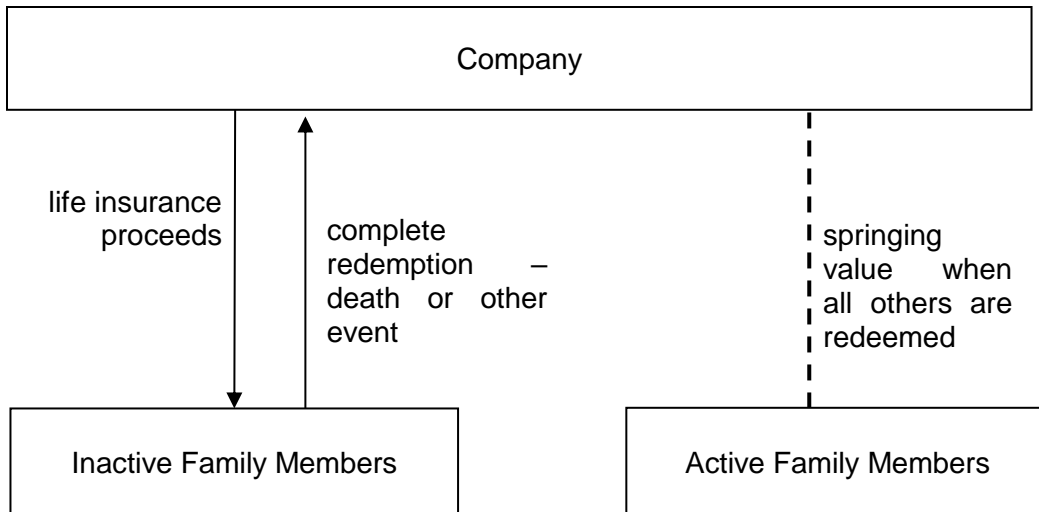 Company
life insurance
proceeds
complete
redemption –
death or other
event
springing
value when
all others are
redeemed
Inactive Family Members
Active Family Members